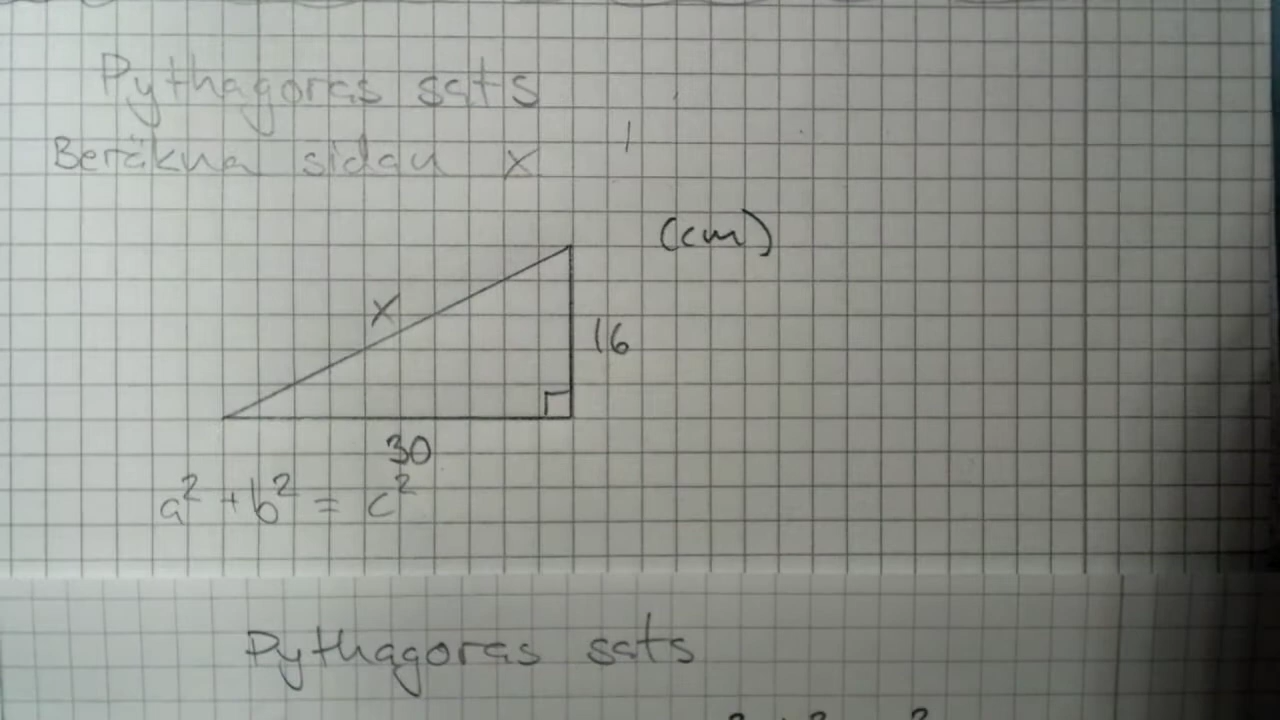 Pythagoras sats
Beräkna sidan x
(cm)
x
16
30
a² + b² = c²
Pythagoras sats